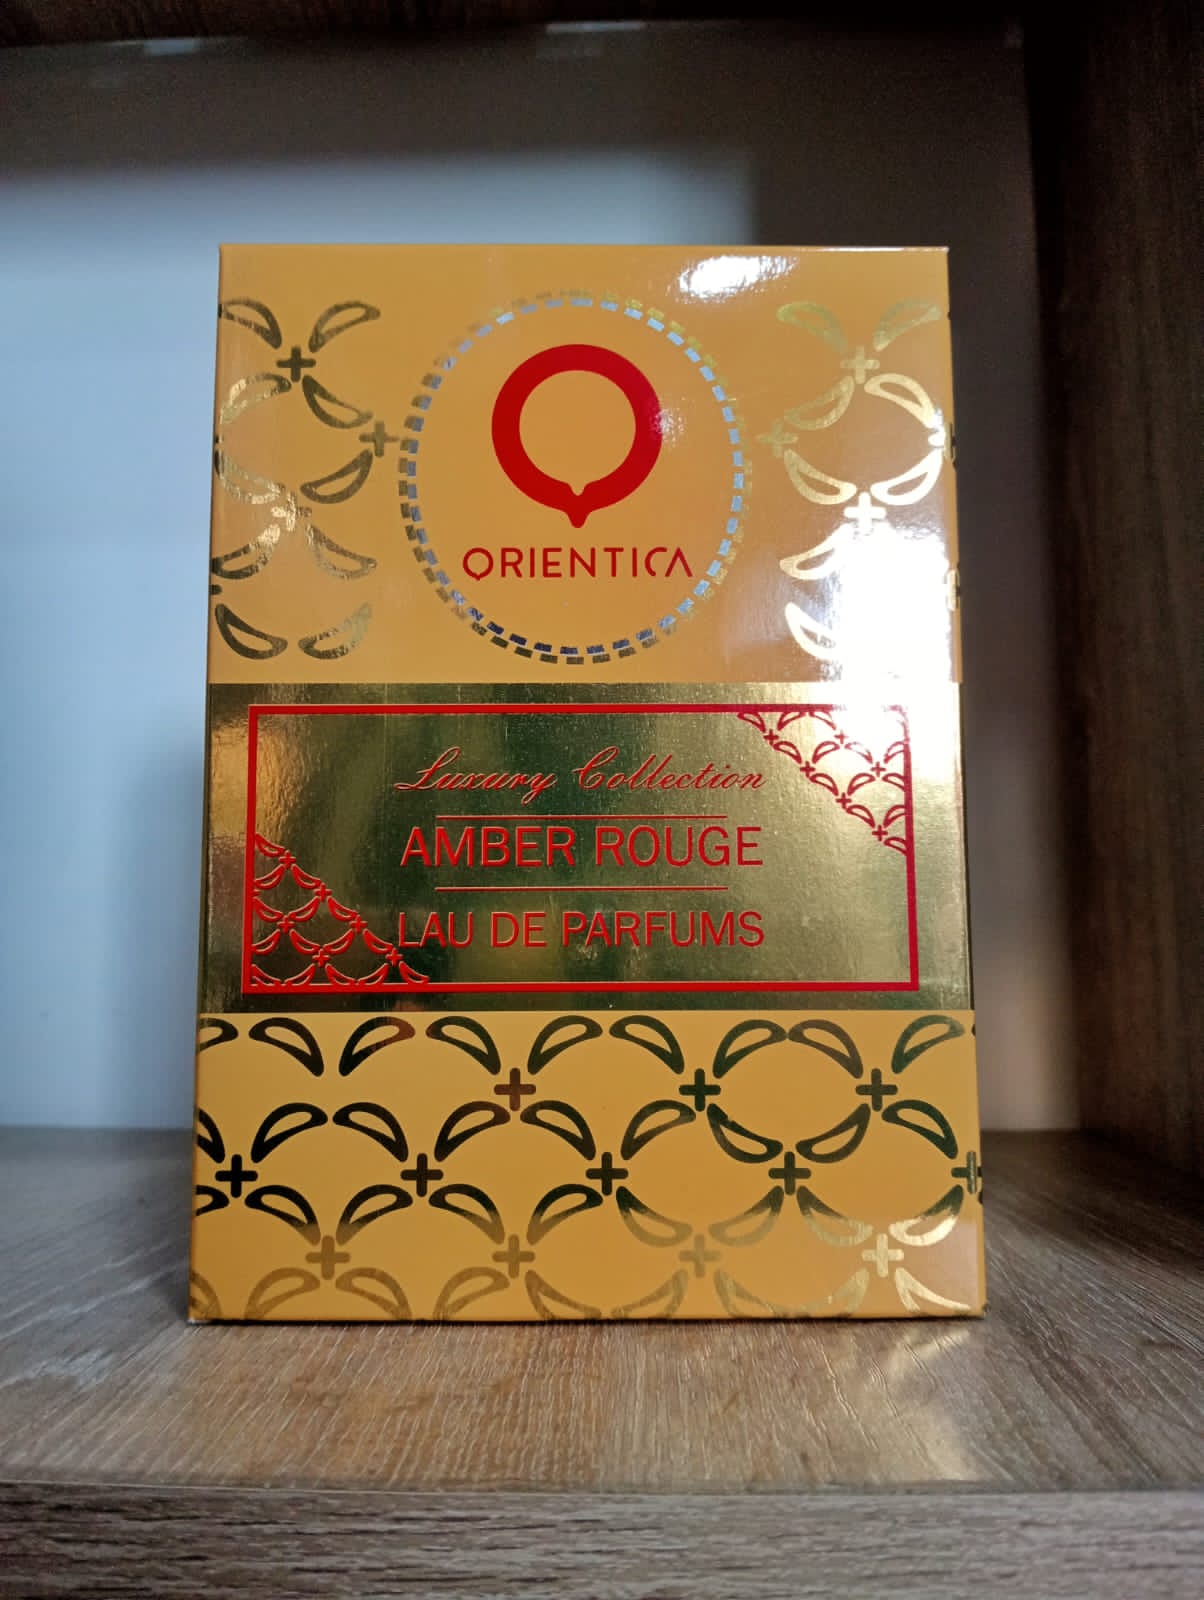 ORIENTICA
Luxury Collection
AMBER ROUGE
LAU DE PARFUMS